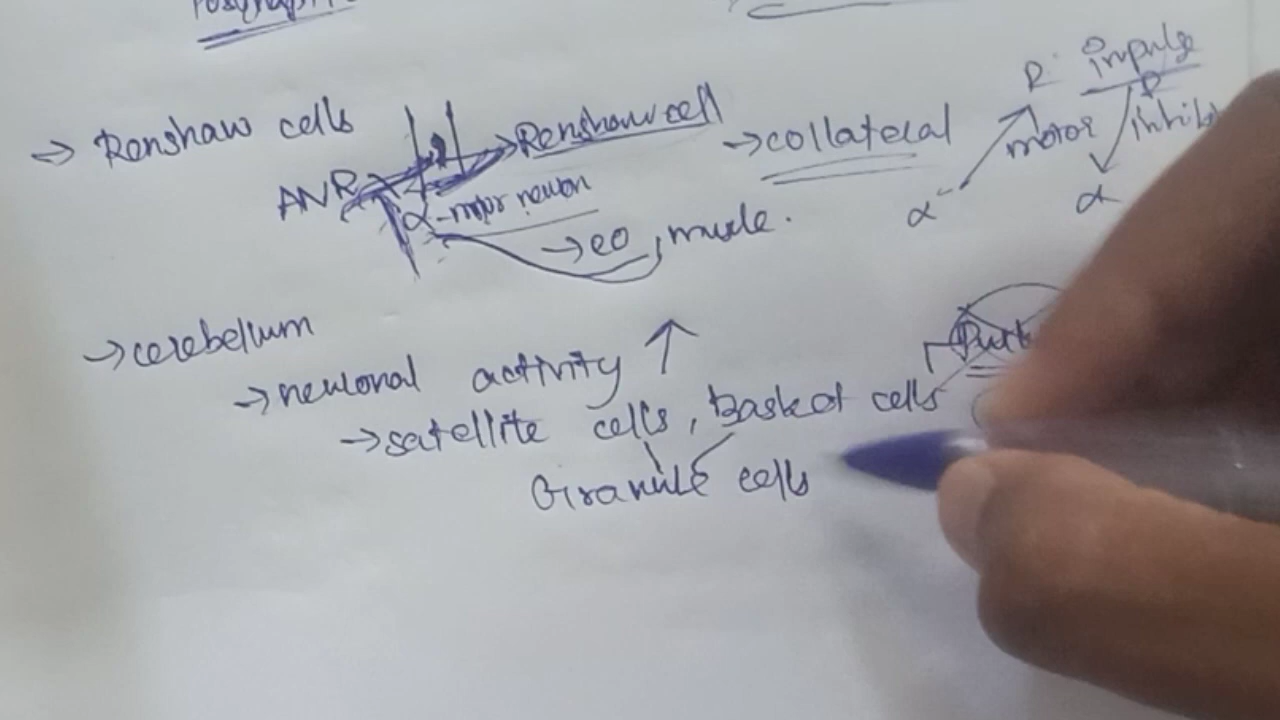 → Renshaw cells
→ Renshaw cell
ANR
α-motor neuron
→ eo, muscle.
→ collateral
R impulse
motor
R
α
α
→ cerebellum
→ neuronal activity ↑
→ satellite cells, Basket cells
Granule cells